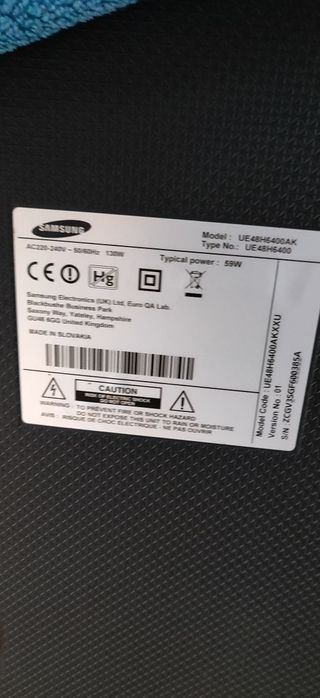 SAMSUNG
Model : UE48H6400AK
Type No.: UE48H6400
AC220-240V ~ 50/60Hz 130W
Typical power : 59W
CE
Hg
Samsung Electronics (UK) Ltd, Euro QA Lab.
Blackbushe Business Park
Saxony Way, Yateley, Hampshire
GU46 6GG United Kingdom
MADE IN SLOVAKIA
CAUTION
RISK OF ELECTRIC SHOCK
DO NOT OPEN
WARNING : TO PREVENT FIRE OR SHOCK HAZARD
DO NOT EXPOSE THIS UNIT TO RAIN OR MOISTURE
AVIS : RISQUE DE CHOC ELECTRIQUE - NE PAS OUVRIR
Model Code : UE48H6400AKXXU
Version No : 01
S/N : ZCGV3SGF600385A